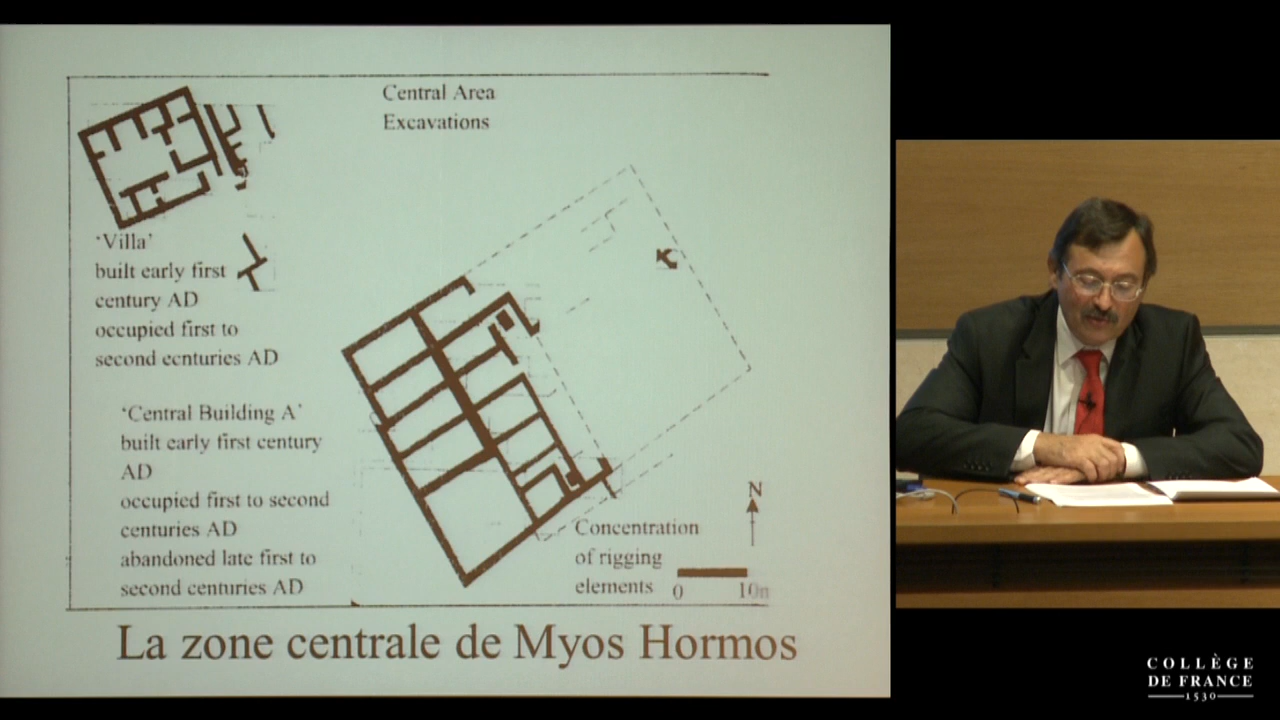 Central Area
Excavations
'Villa'
built early first
century AD
occupied first to
second centuries AD
'Central Building A'
built early first century
AD
occupied first to second
centuries AD
abandoned late first to
second centuries AD
Concentration
of rigging
elements
N
0 10m
La zone centrale de Myos Hormos
COLLÈGE
DE FRANCE
1530